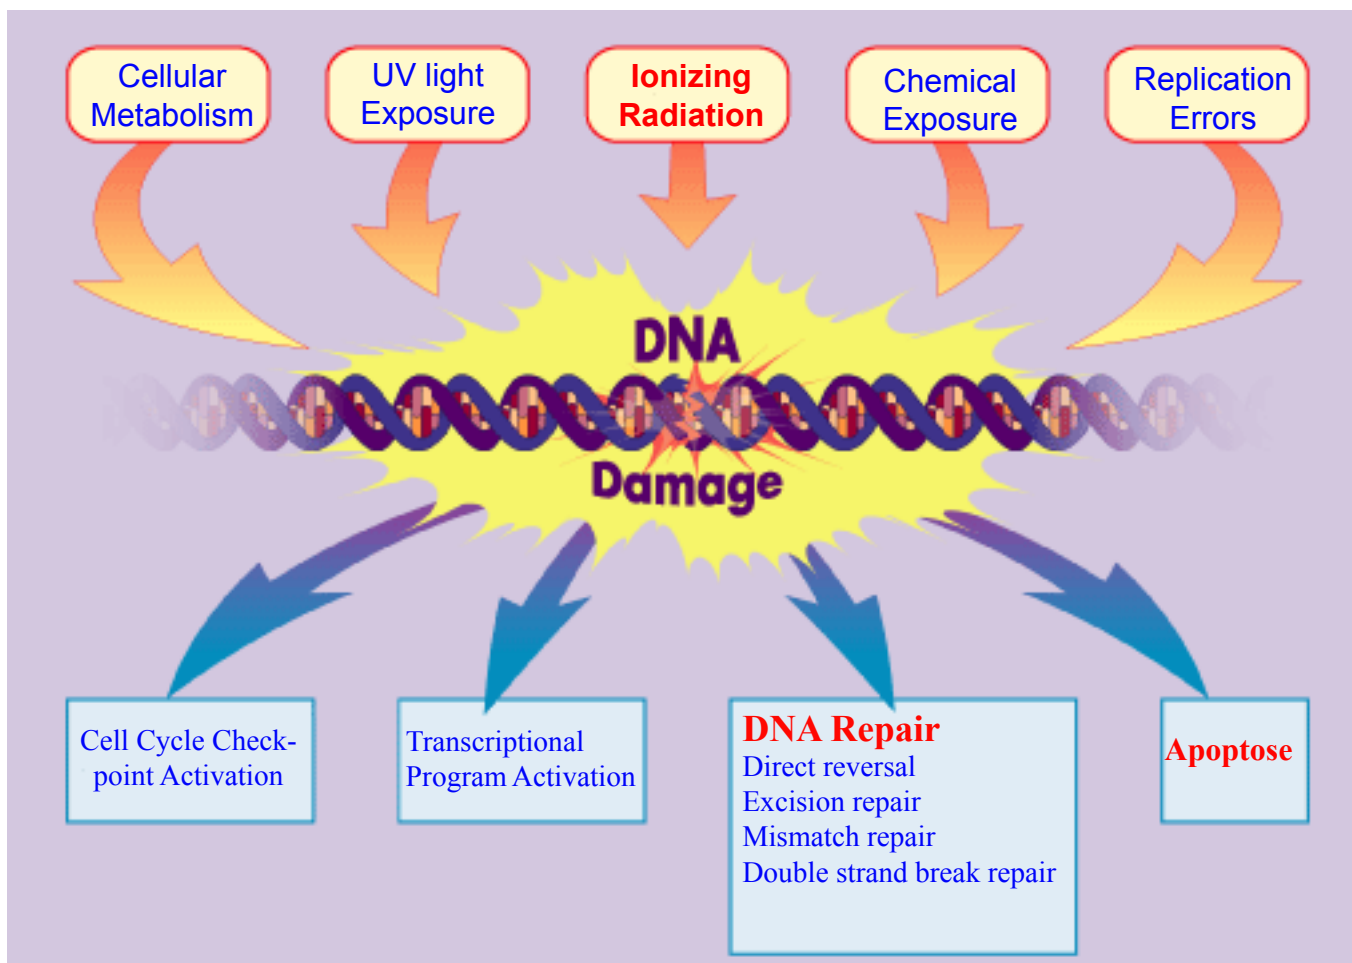 Cellular
Metabolism
UV light
Exposure
Ionizing
Radiation
Chemical
Exposure
Replication
Errors
DNA
Damage
Cell Cycle Check-
point Activation
Transcriptional
Program Activation
DNA Repair
Direct reversal
Excision repair
Mismatch repair
Double strand break repair
Apoptose